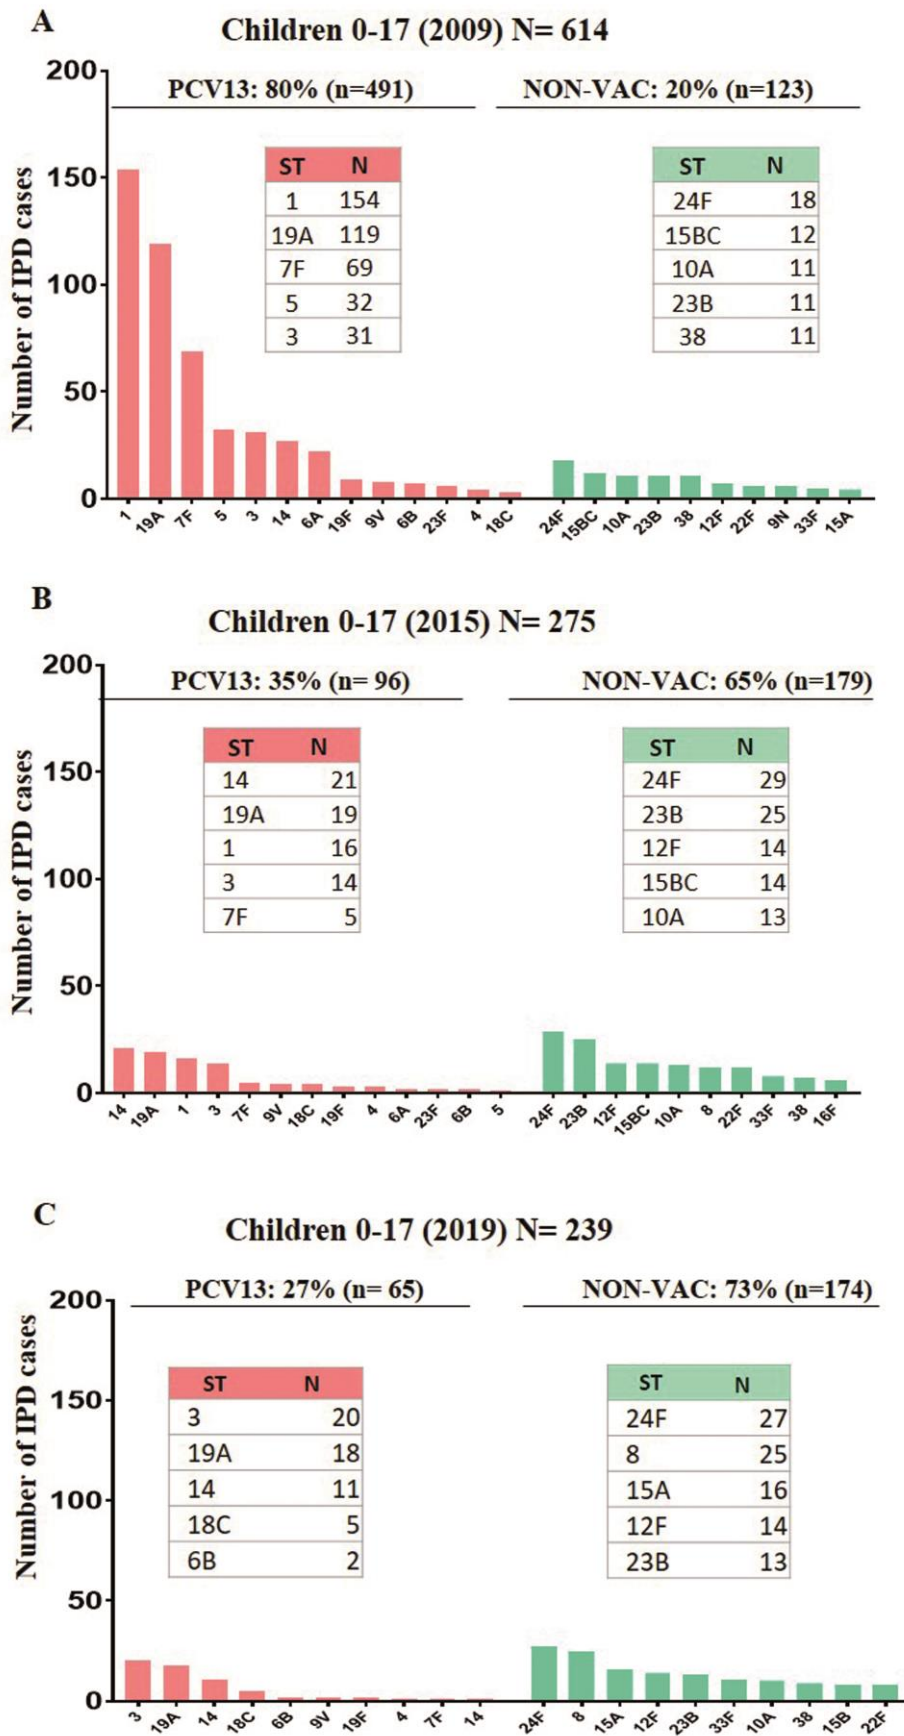 A
Children 0-17 (2009) N= 614
PCV13: 80% (n=491) NON-VAC: 20% (n=123)
Number of IPD cases
200
150
100
50
0
ST N
1 154
19A 119
7F 69
5 32
3 31
ST N
24F 18
15BC 12
10A 11
23B 11
38 11
1 19A 7F 5 3 14 6A 19F 9V 6B 23F 4 18C 24F 15BC 10A 23B 38 12F 22F 9N 33F 15A
B
Children 0-17 (2015) N= 275
PCV13: 35% (n= 96) NON-VAC: 65% (n=179)
Number of IPD cases
200
150
100
50
0
ST N
14 21
19A 19
1 16
3 14
7F 5
ST N
24F 29
23B 25
12F 14
15BC 14
10A 13
14 19A 1 3 7F 9V 18C 19F 4 6A 23F 6B 5 24F 23B 12F 15BC 10A 8 22F 33F 38 16F
C
Children 0-17 (2019) N= 239
PCV13: 27% (n= 65) NON-VAC: 73% (n=174)
Number of IPD cases
200
150
100
50
0
ST N
3 20
19A 18
14 11
18C 5
6B 2
ST N
24F 27
8 25
15A 16
12F 14
23B 13
3 19A 14 18C 6B 9V 19F 4 7F 14 24F 8 15A 12F 23B 33F 10A 38 15B 22F